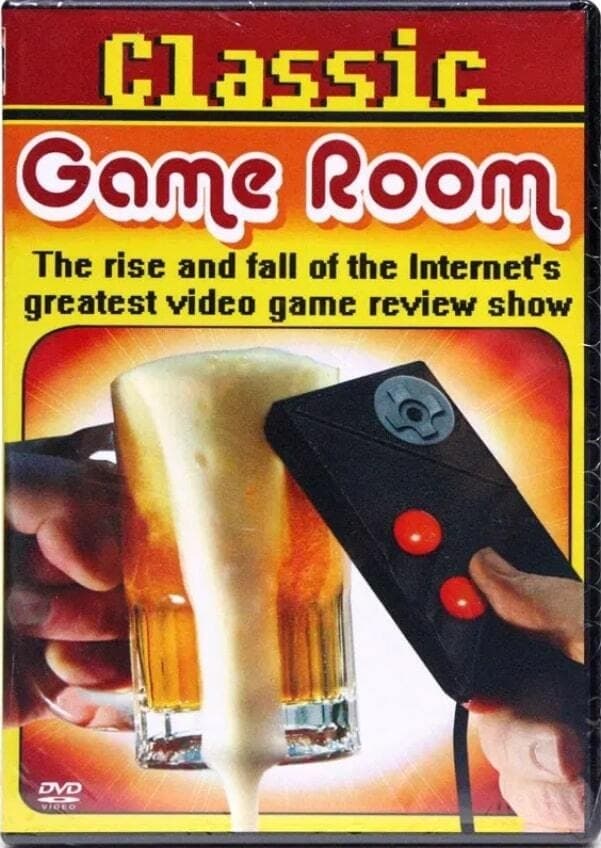 Classic
Game Room
The rise and fall of the Internet's
greatest video game review show
DVD
VIDEO